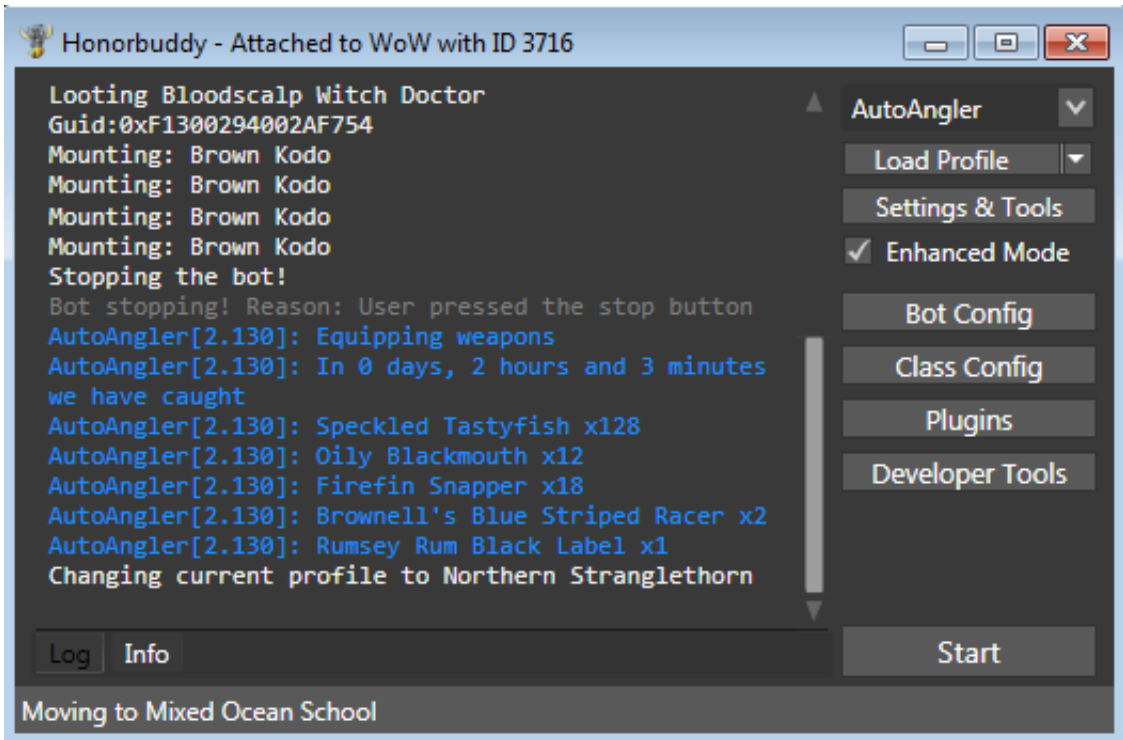 Honorbuddy - Attached to WoW with ID 3716
Looting Bloodscalp Witch Doctor
Guid:0xF1300294002AF754
Mounting: Brown Kodo
Mounting: Brown Kodo
Mounting: Brown Kodo
Mounting: Brown Kodo
Stopping the bot!
Bot stopping! Reason: User pressed the stop button
AutoAngler[2.130]: Equipping weapons
AutoAngler[2.130]: In 0 days, 2 hours and 3 minutes
we have caught
AutoAngler[2.130]: Speckled Tastyfish x128
AutoAngler[2.130]: Oily Blackmouth x12
AutoAngler[2.130]: Firefin Snapper x18
AutoAngler[2.130]: Brownell's Blue Striped Racer x2
AutoAngler[2.130]: Rumsey Rum Black Label x1
Changing current profile to Northern Stranglethorn
Log
Info
AutoAngler
Load Profile
Settings & Tools
Enhanced Mode
Bot Config
Class Config
Plugins
Developer Tools
Start
Moving to Mixed Ocean School